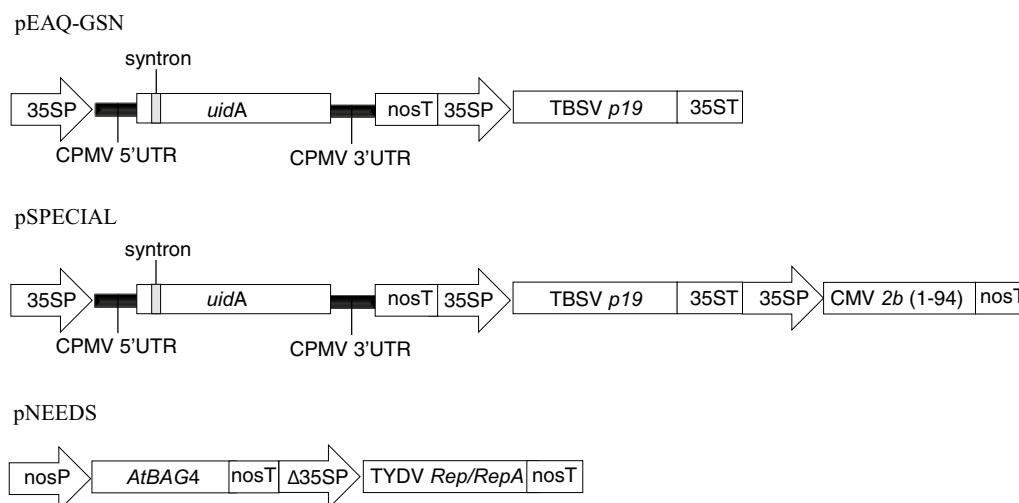 pEAQ-GSN
syntron
35SP uidA nosT 35SP TBSV p19 35ST
CPMV 5'UTR CPMV 3'UTR
pSPECIAL
syntron
35SP uidA nosT 35SP TBSV p19 35ST 35SP CMV 2b (1-94) nosT
CPMV 5'UTR CPMV 3'UTR
pNEEDS
nosP AtBAG4 nosT Δ35SP TYDV Rep/RepA nosT